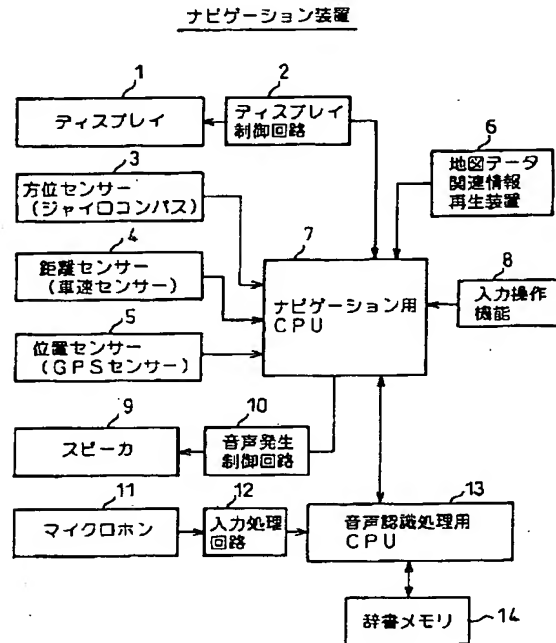 ナビゲーション装置
1
ディスプレイ
2
ディスプレイ
制御回路
3
方位センサー
(ジャイロコンパス)
4
距離センサー
(車速センサー)
5
位置センサー
(GPSセンサー)
6
地図データ
関連情報
再生装置
7
ナビゲーション用
CPU
8
入力操作
機能
9
スピーカ
10
音声発生
制御回路
11
マイクロホン
12
入力処理
回路
13
音声認識処理用
CPU
辞書メモリ
14